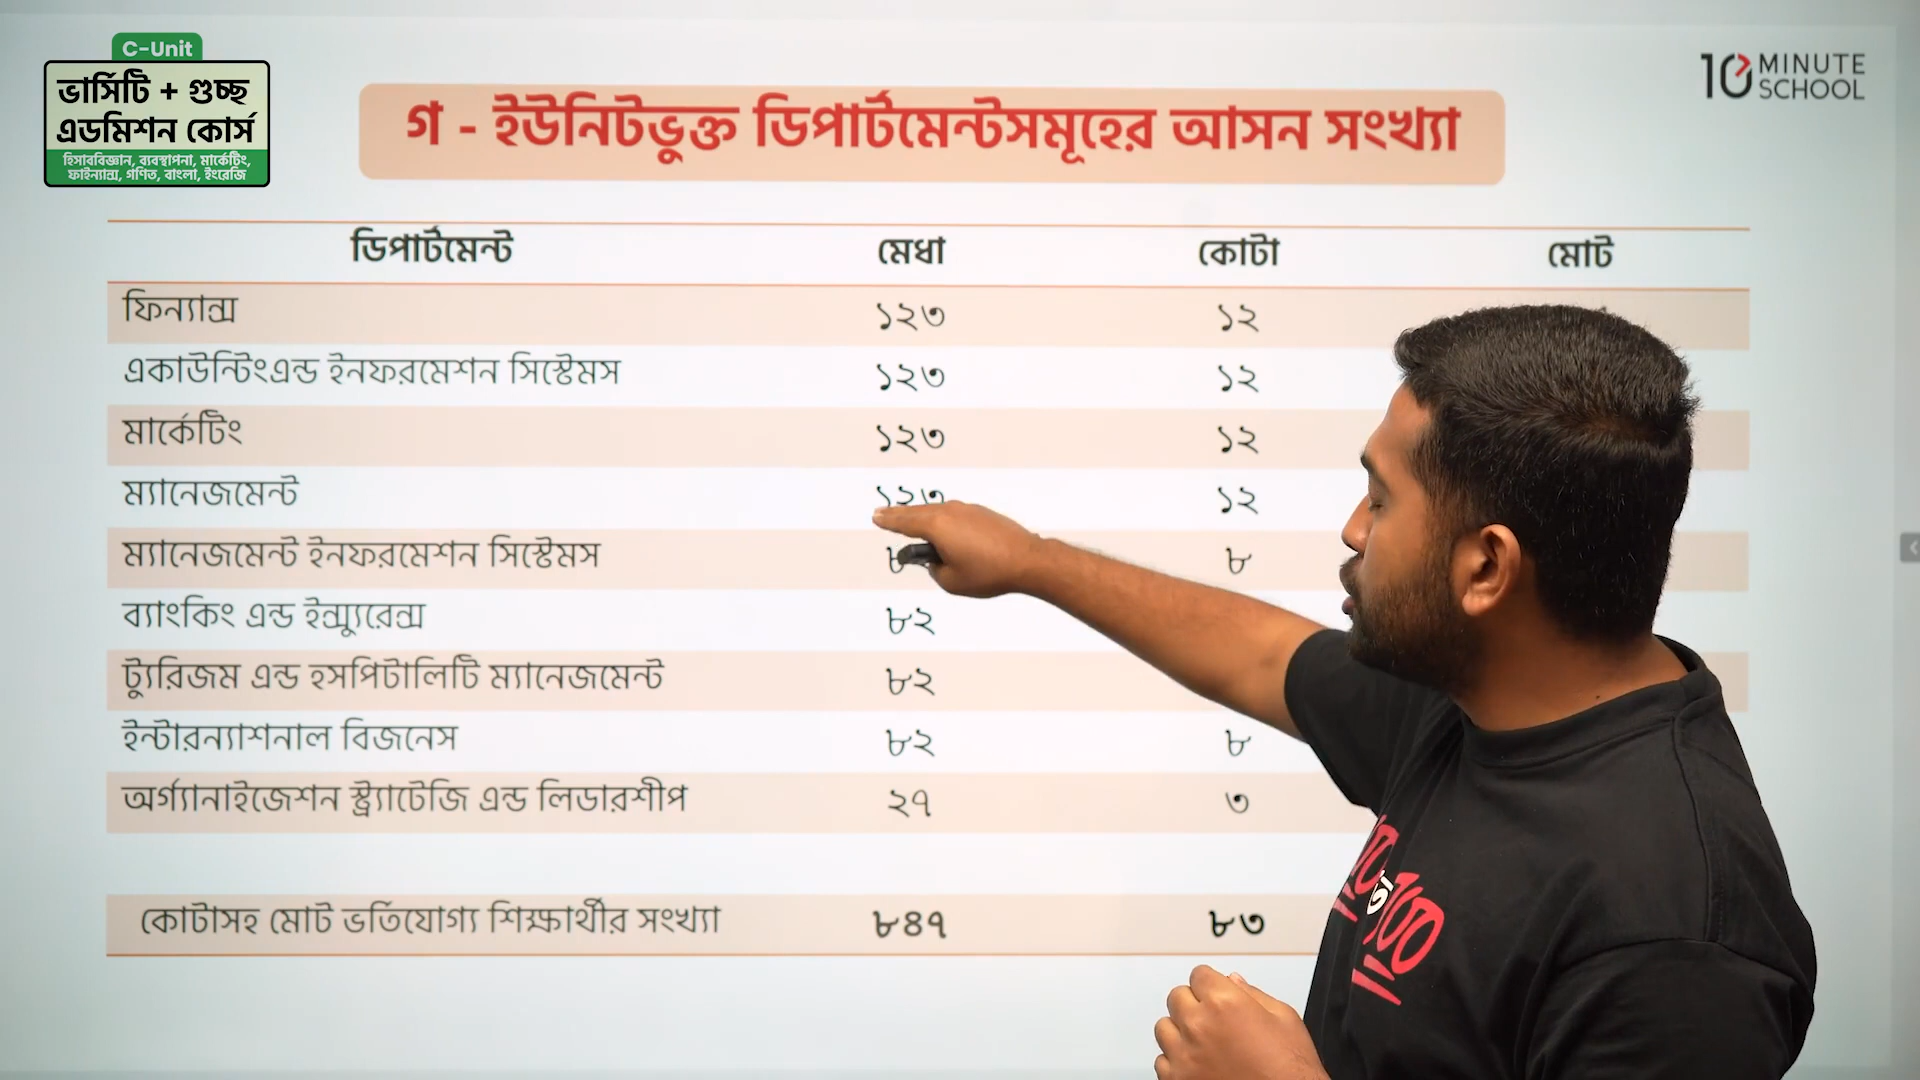 C-Unit
ভার্সিটি + গুচ্ছ
এডমিশন কোর্স
হিসাববিজ্ঞান, ব্যবস্থাপনা, মার্কেটিং,
ফাইন্যান্স, গণিত, বাংলা, ইংরেজি
10 MINUTE SCHOOL
গ - ইউনিটভুক্ত ডিপার্টমেন্টসমূহের আসন সংখ্যা
ডিপার্টমেন্ট মেধা কোটা মোট
ফিন্যান্স ১২৩ ১২
একাউন্টিংএন্ড ইনফরমেশন সিস্টেমস ১২৩ ১২
মার্কেটিং ১২৩ ১২
ম্যানেজমেন্ট ১২৩ ১২
ম্যানেজমেন্ট ইনফরমেশন সিস্টেমস ৮
ব্যাংকিং এন্ড ইন্স্যুরেন্স ৮২
ট্যুরিজম এন্ড হসপিটালিটি ম্যানেজমেন্ট ৮২
ইন্টারন্যাশনাল বিজনেস ৮২ ৮
অর্গ্যানাইজেশন স্ট্র্যাটেজি এন্ড লিডারশীপ ২৭ ৩
কোটাসহ মোট ভর্তিযোগ্য শিক্ষার্থীর সংখ্যা ৮৪৭ ৮৩